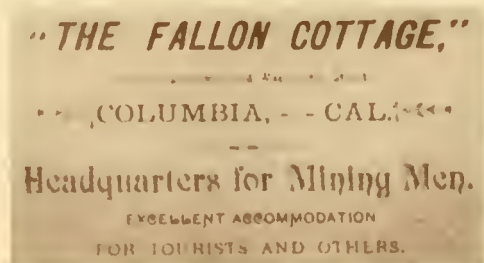 "THE FALLON COTTAGE,"
COLUMBIA, - - CAL.
Headquarters for Mining Men.
EXCELLENT ACCOMMODATION
FOR TOURISTS AND OTHERS.